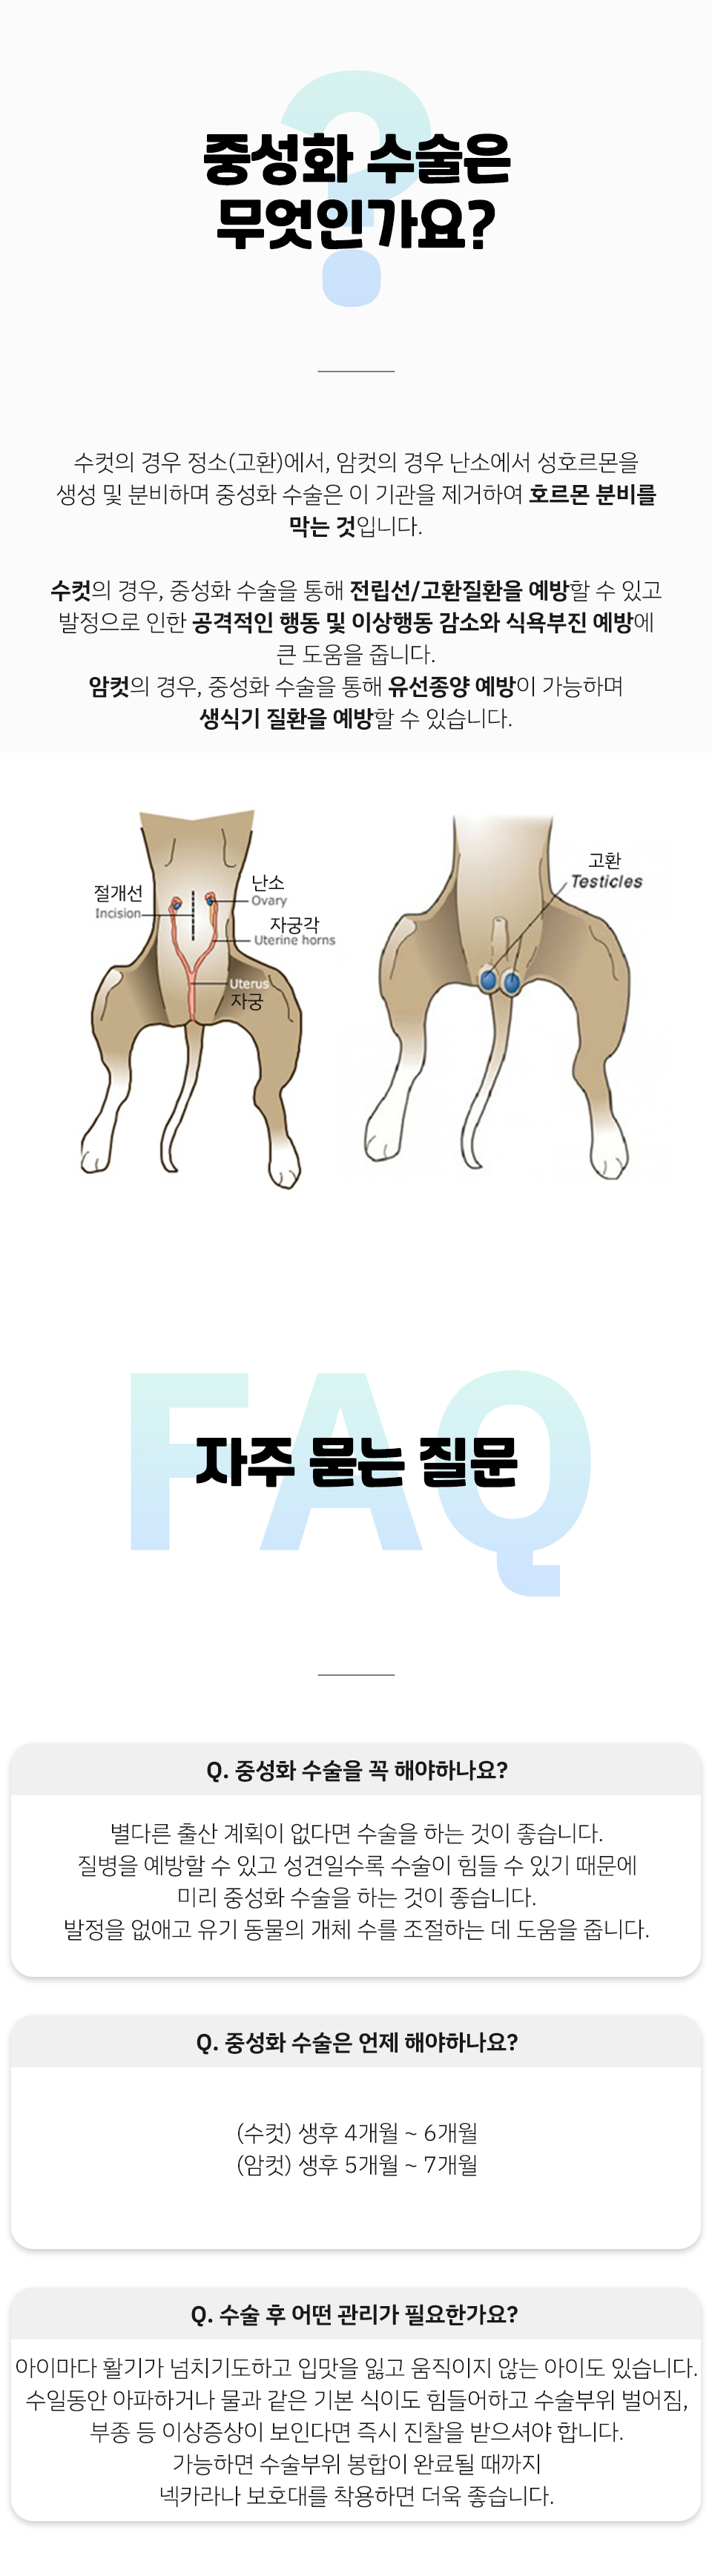 ?
중성화 수술은
무엇인가요?
수컷의 경우 정소(고환)에서, 암컷의 경우 난소에서 성호르몬을
생성 및 분비하며 중성화 수술은 이 기관을 제거하여 호르몬 분비를
막는 것입니다.
수컷의 경우, 중성화 수술을 통해 전립선/고환질환을 예방할 수 있고
발정으로 인한 공격적인 행동 및 이상행동 감소와 식욕부진 예방에
큰 도움을 줍니다.
암컷의 경우, 중성화 수술을 통해 유선종양 예방이 가능하며
생식기 질환을 예방할 수 있습니다.
절개선
Incision
난소
Ovary
자궁각
Uterine horns
Uterus
자궁
고환
Testicles
FAQ
자주 묻는 질문
Q. 중성화 수술을 꼭 해야하나요?
별다른 출산 계획이 없다면 수술을 하는 것이 좋습니다.
질병을 예방할 수 있고 성견일수록 수술이 힘들 수 있기 때문에
미리 중성화 수술을 하는 것이 좋습니다.
발정을 없애고 유기 동물의 개체 수를 조절하는 데 도움을 줍니다.
Q. 중성화 수술은 언제 해야하나요?
(수컷) 생후 4개월 ~ 6개월
(암컷) 생후 5개월 ~ 7개월
Q. 수술 후 어떤 관리가 필요한가요?
아이마다 활기가 넘치기도하고 입맛을 잃고 움직이지 않는 아이도 있습니다.
수일동안 아파하거나 물과 같은 기본 식이도 힘들어하고 수술부위 벌어짐,
부종 등 이상증상이 보인다면 즉시 진찰을 받으셔야 합니다.
가능하면 수술부위 봉합이 완료될 때까지
넥카라나 보호대를 착용하면 더욱 좋습니다.